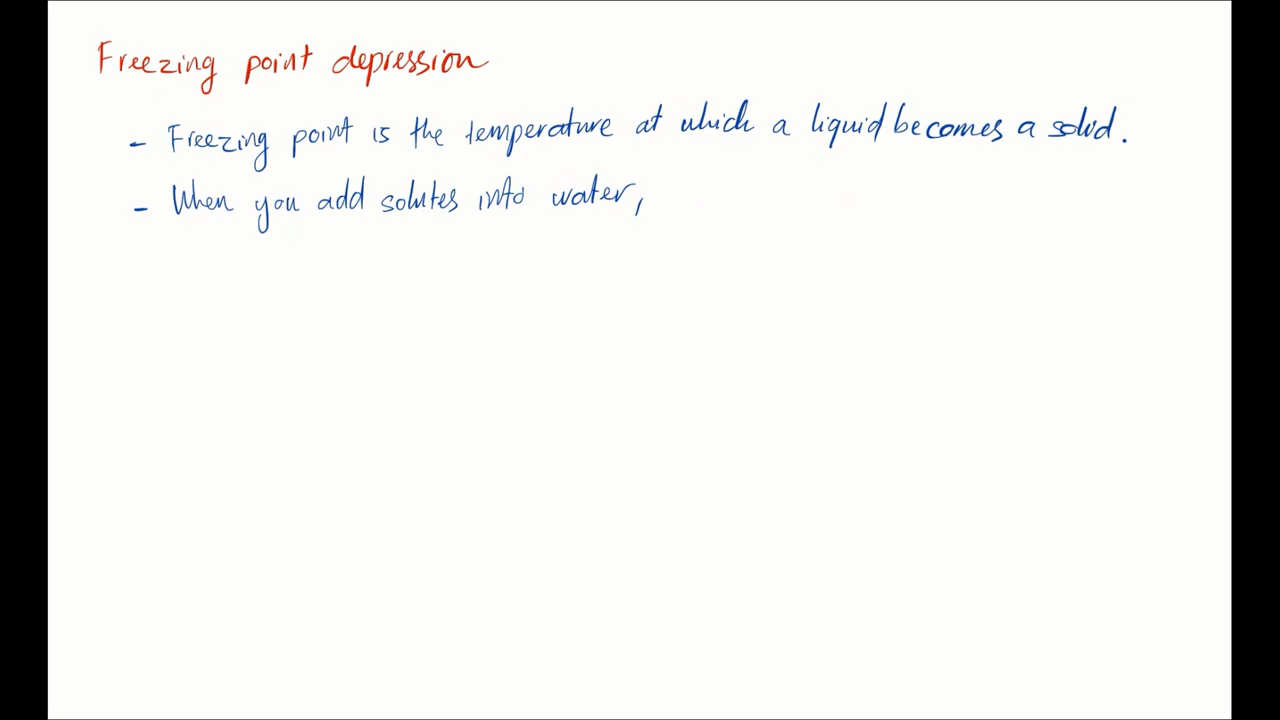 Freezing point depression
- Freezing point is the temperature at which a liquid becomes a solid.
- When you add solutes into water,